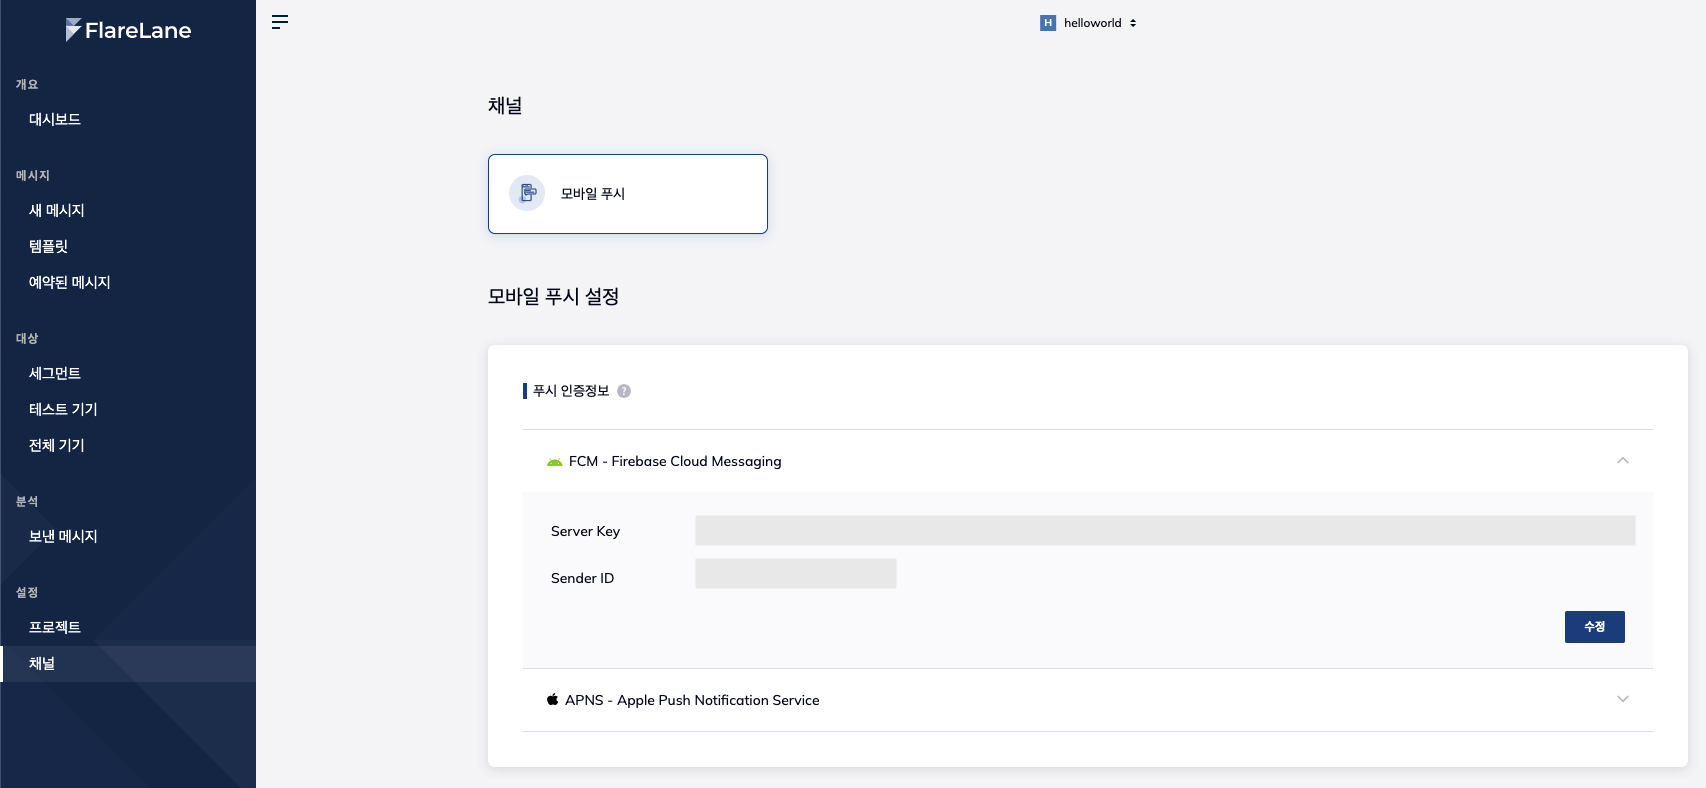 FlareLane
개요
대시보드
메시지
새 메시지
템플릿
예약된 메시지
대상
세그먼트
테스트 기기
전체 기기
분석
보낸 메시지
설정
프로젝트
채널
H helloworld
채널
모바일 푸시
모바일 푸시 설정
푸시 인증정보 ?
FCM - Firebase Cloud Messaging
Server Key
Sender ID
수정
APNS - Apple Push Notification Service